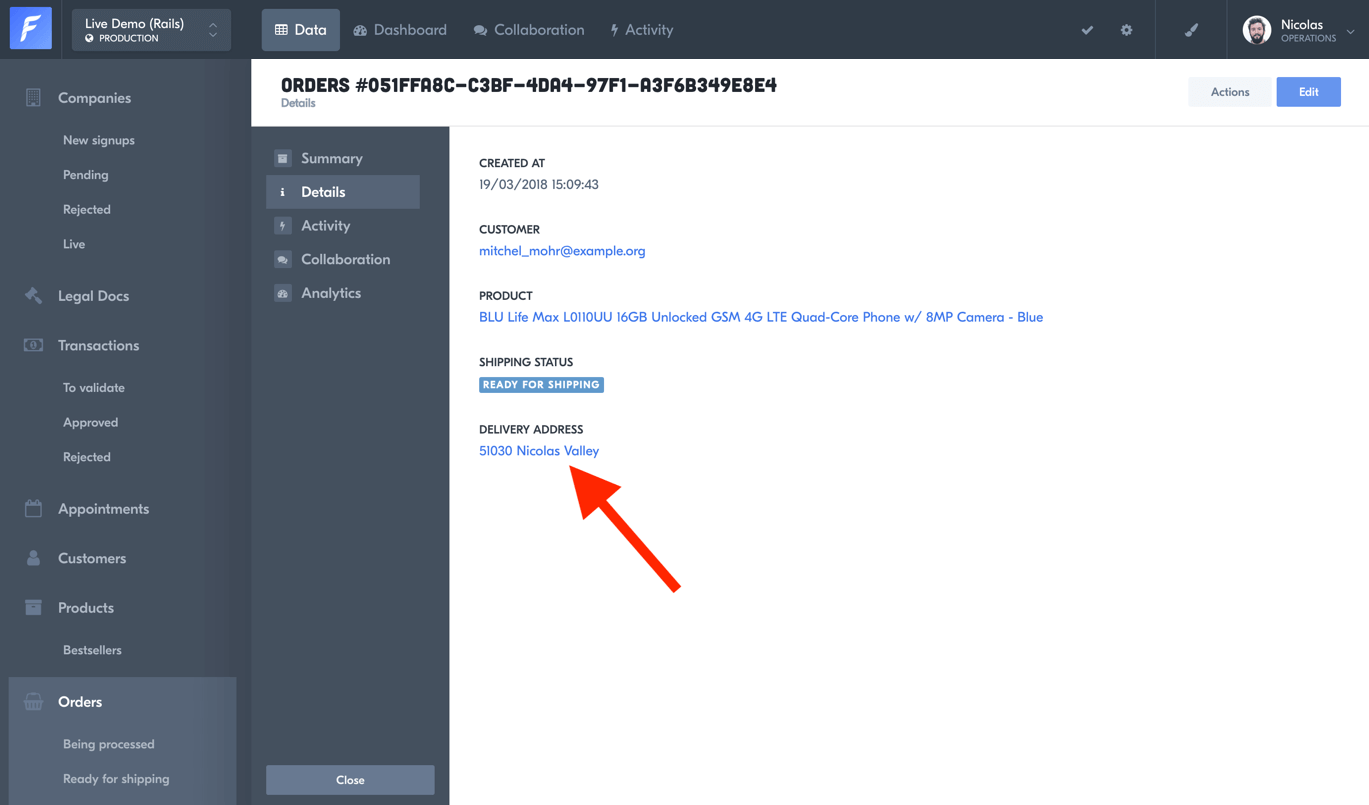 Live Demo (Rails)
PRODUCTION
Data
Dashboard
Collaboration
Activity
Nicolas
OPERATIONS
Companies
New signups
Pending
Rejected
Live
Legal Docs
Transactions
To validate
Approved
Rejected
Appointments
Customers
Products
Bestsellers
Orders
Being processed
Ready for shipping
ORDERS #051FFA8C-C3BF-4DA4-97F1-A3F6B349E8E4
Details
Actions
Edit
Summary
Details
Activity
Collaboration
Analytics
Close
CREATED AT
19/03/2018 15:09:43
CUSTOMER
mitchel_mohr@example.org
PRODUCT
BLU Life Max L0110UU 16GB Unlocked GSM 4G LTE Quad-Core Phone w/ 8MP Camera - Blue
SHIPPING STATUS
READY FOR SHIPPING
DELIVERY ADDRESS
51030 Nicolas Valley